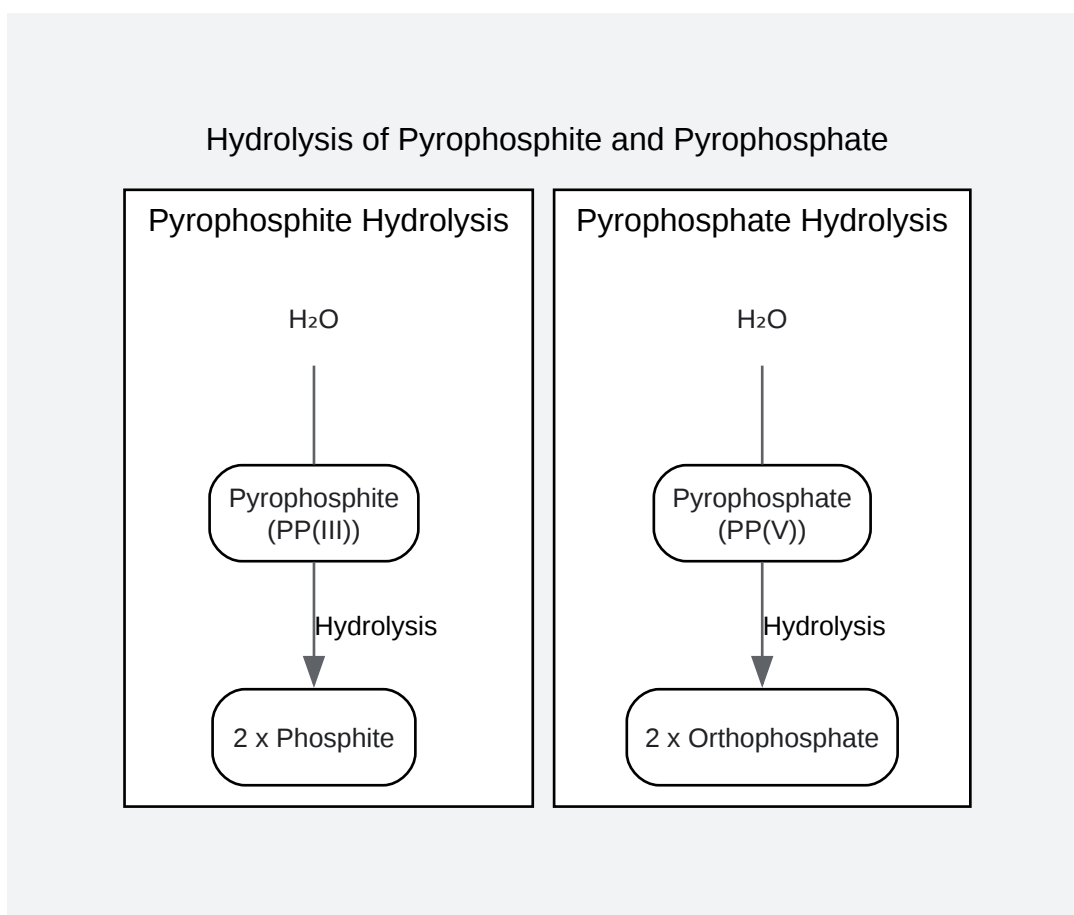 Hydrolysis of Pyrophosphite and Pyrophosphate
Pyrophosphite Hydrolysis
H₂O
Pyrophosphite
(PP(III))
Hydrolysis
2 x Phosphite
Pyrophosphate Hydrolysis
H₂O
Pyrophosphate
(PP(V))
Hydrolysis
2 x Orthophosphate